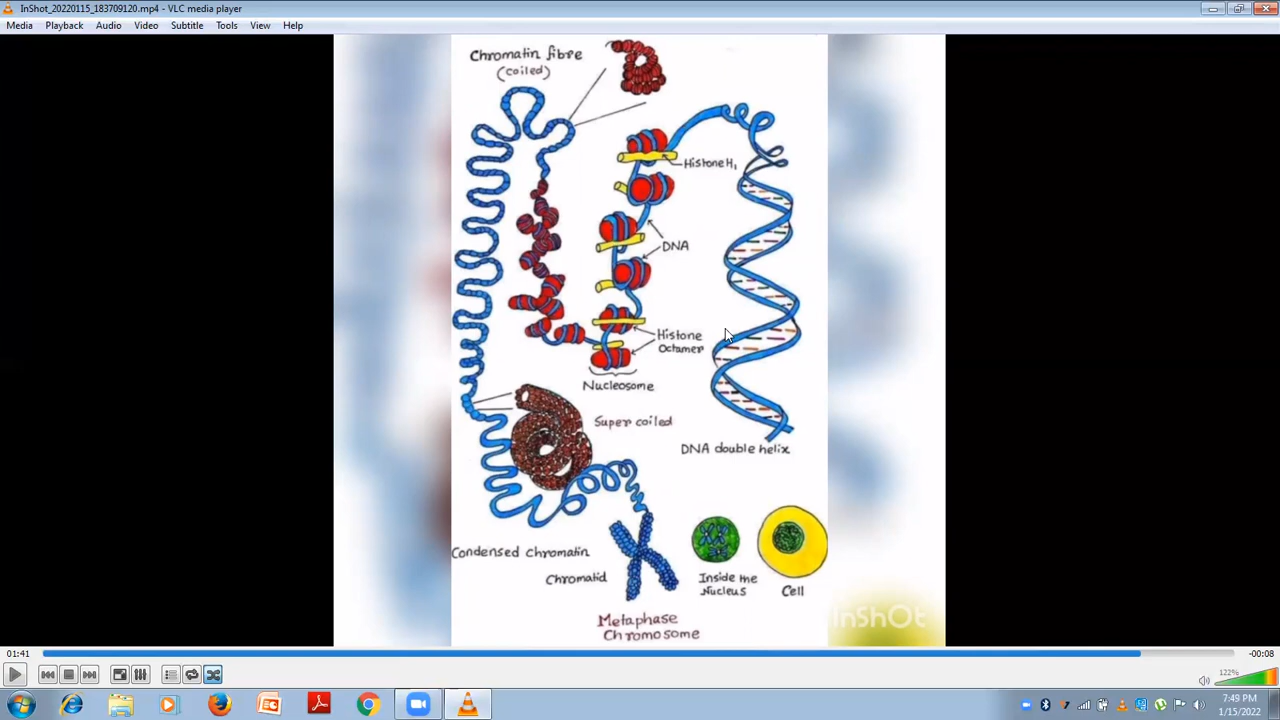 InShot_20220115_183709120.mp4 - VLC media player
Media Playback Audio Video Subtitle Tools View Help
Chromatin fibre
(coiled)
Histone H1
DNA
Histone
Octamer
Nucleosome
Super coiled
DNA double helix
Condensed chromatin
Chromatid
Inside the
Nucleus
Cell
Metaphase
Chromosome
InShOt
01:41
-00:08
122%
7:49 PM
1/15/2022